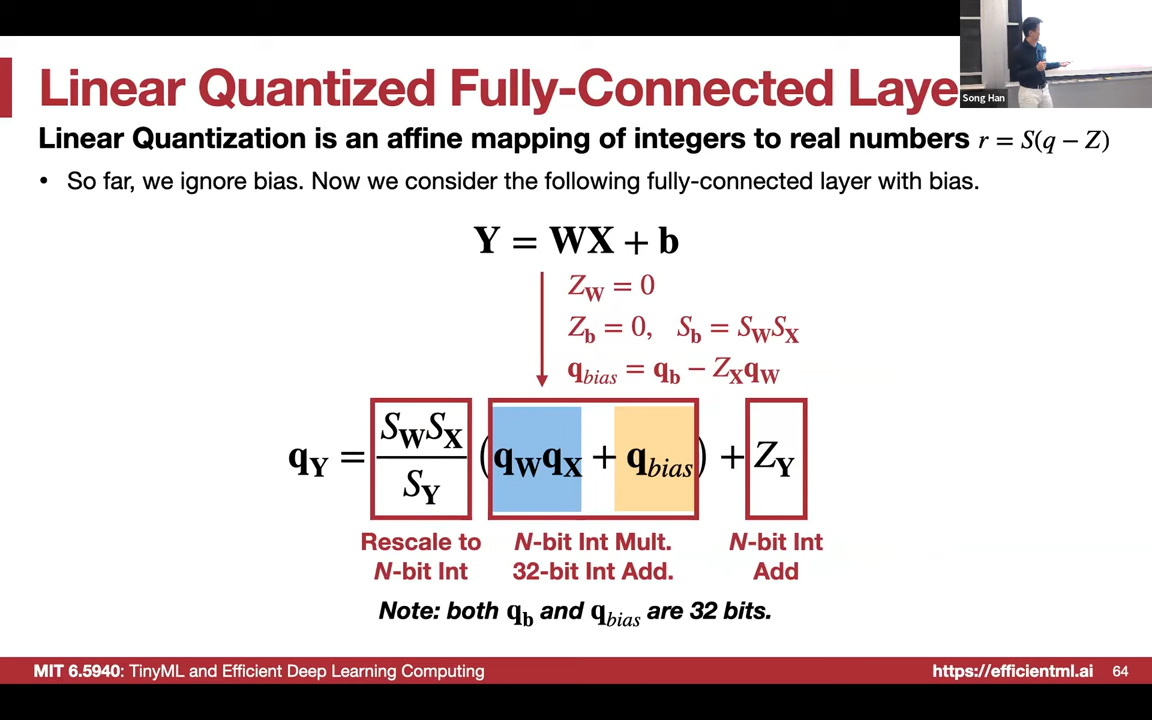 Linear Quantized Fully-Connected Laye
Song Han
Linear Quantization is an affine mapping of integers to real numbers r = S(q − Z)
• So far, we ignore bias. Now we consider the following fully-connected layer with bias.
Y = WX + b
Z_W = 0
Z_b = 0, S_b = S_W S_X
q_bias = q_b − Z_X q_W
q_Y = \frac{S_W S_X}{S_Y} (q_W q_X + q_bias) + Z_Y
Rescale to N-bit Int
N-bit Int Mult. 32-bit Int Add.
N-bit Int Add
Note: both q_b and q_bias are 32 bits.
MIT 6.5940: TinyML and Efficient Deep Learning Computing
https://efficientml.ai
64